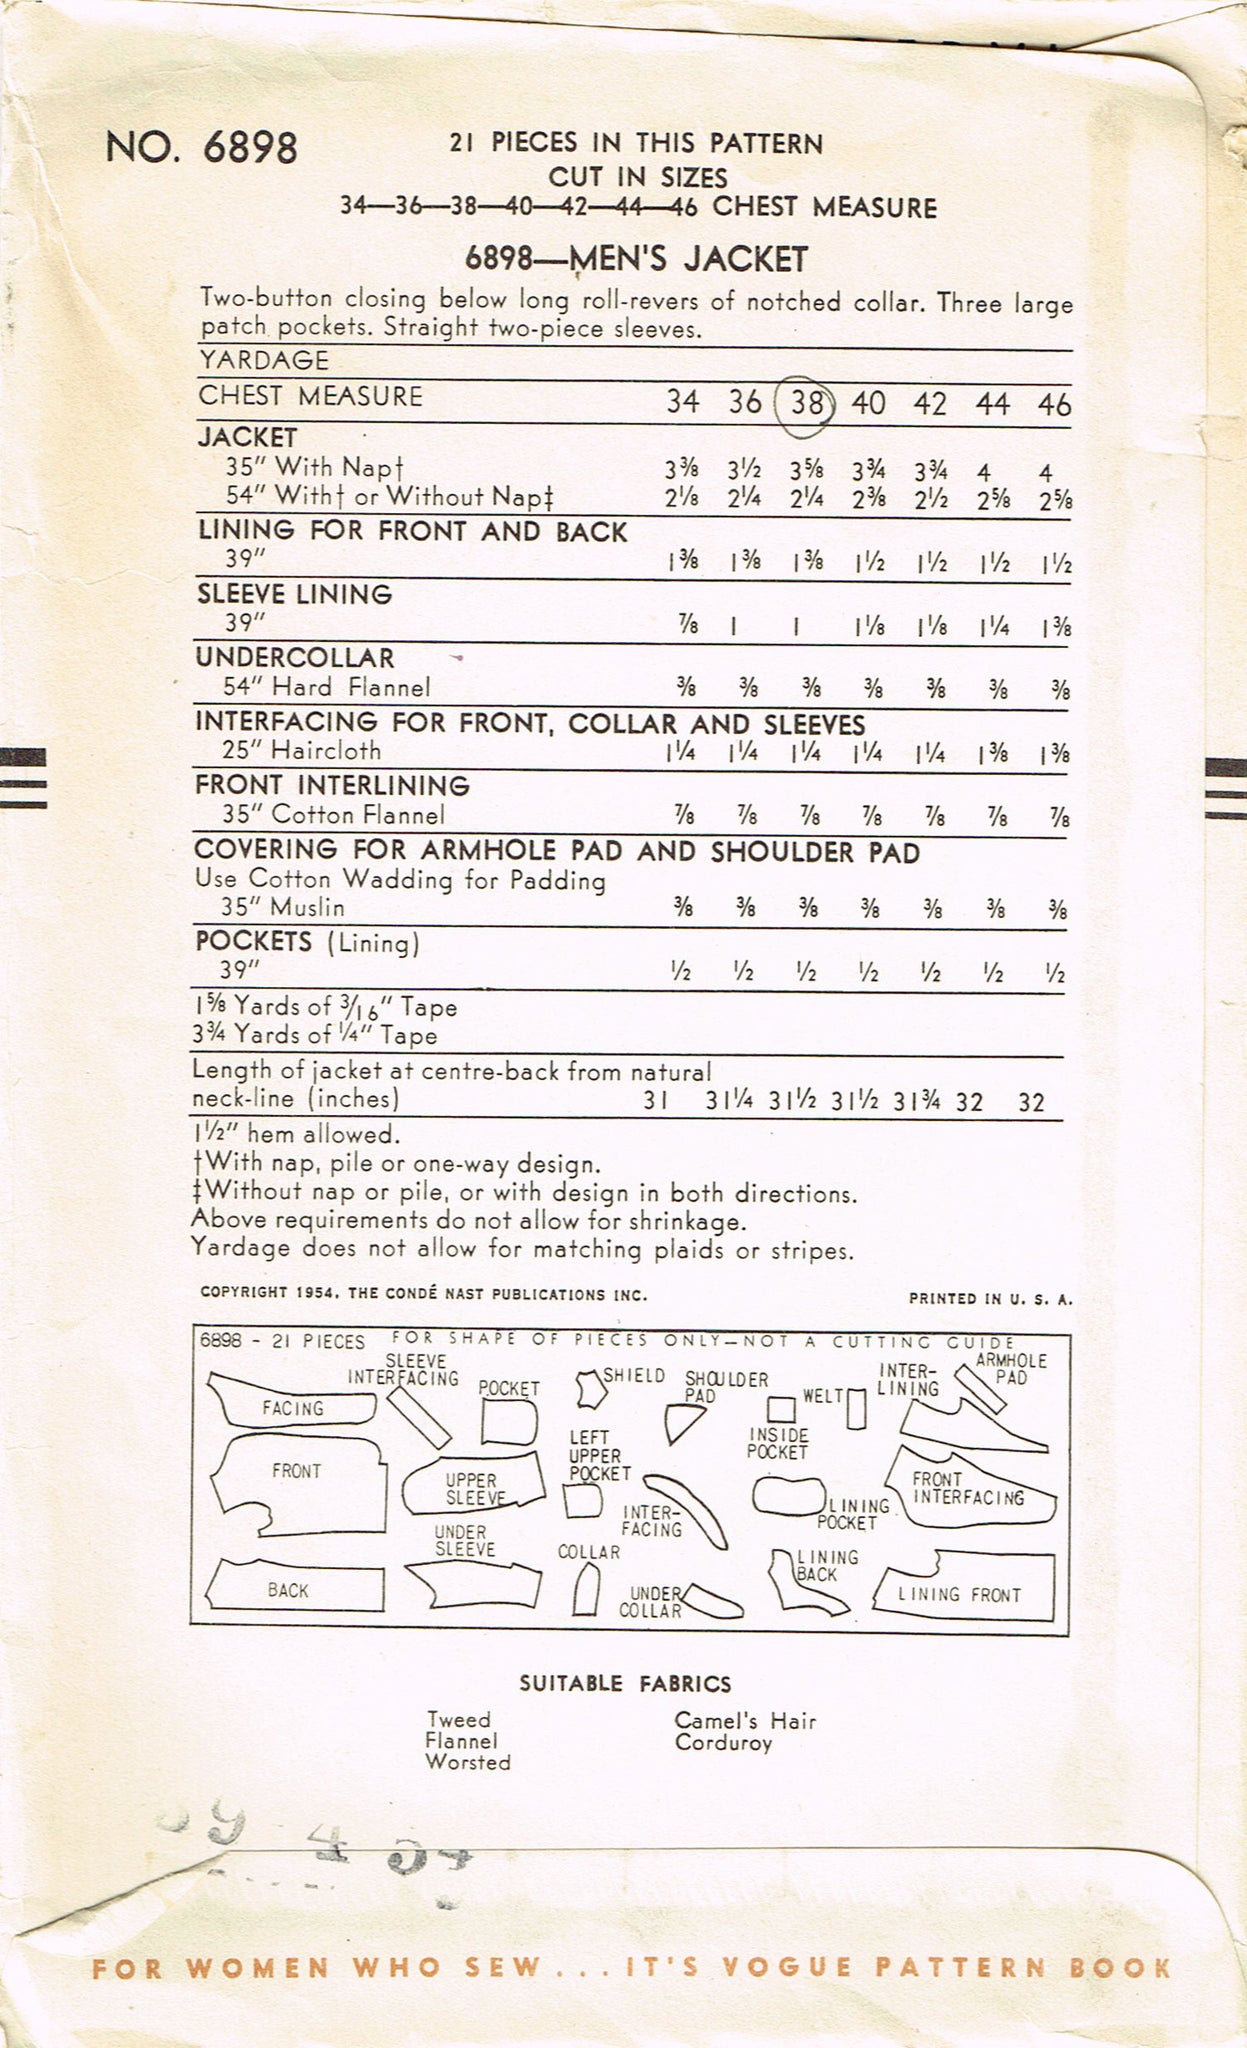 NO. 6898
21 PIECES IN THIS PATTERN
CUT IN SIZES
34—36—38—40—42—44—46 CHEST MEASURE
6898—MEN'S JACKET
Two-button closing below long roll-revers of notched collar. Three large
patch pockets. Straight two-piece sleeves.
YARDAGE
CHEST MEASURE 34 36 38 40 42 44 46
JACKET
35" With Nap† 3⅜ 3½ 3⅝ 3¾ 3¾ 4 4
54" With† or Without Nap‡ 2⅛ 2¼ 2¼ 2⅜ 2½ 2⅝ 2⅝
LINING FOR FRONT AND BACK
39" 1⅜ 1⅜ 1⅜ 1½ 1½ 1½ 1½
SLEEVE LINING
39" ⅞ 1 1 1⅛ 1⅛ 1¼ 1⅜
UNDERCOLLAR
54" Hard Flannel ⅜ ⅜ ⅜ ⅜ ⅜ ⅜ ⅜
INTERFACING FOR FRONT, COLLAR AND SLEEVES
25" Haircloth 1¼ 1¼ 1¼ 1¼ 1¼ 1⅜ 1⅜
FRONT INTERLINING
35" Cotton Flannel ⅞ ⅞ ⅞ ⅞ ⅞ ⅞ ⅞
COVERING FOR ARMHOLE PAD AND SHOULDER PAD
Use Cotton Wadding for Padding
35" Muslin ⅜ ⅜ ⅜ ⅜ ⅜ ⅜ ⅜
POCKETS (Lining)
39" ½ ½ ½ ½ ½ ½ ½
1⅝ Yards of 3/16" Tape
3¾ Yards of ¼" Tape
Length of jacket at centre-back from natural
neck-line (inches) 31 31¼ 31½ 31½ 31¾ 32 32
1½" hem allowed.
†With nap, pile or one-way design.
‡Without nap or pile, or with design in both directions.
Above requirements do not allow for shrinkage.
Yardage does not allow for matching plaids or stripes.
COPYRIGHT 1954, THE CONDÉ NAST PUBLICATIONS INC.
PRINTED IN U. S. A.
6898 - 21 PIECES FOR SHAPE OF PIECES ONLY—NOT A CUTTING GUIDE
FACING
SLEEVE
INTERFACING
POCKET
SHIELD
SHOULDER
PAD
WELT
INTER-
LINING
ARMHOLE
PAD
FRONT
UPPER
SLEEVE
LEFT
UPPER
POCKET
INTER-
FACING
INSIDE
POCKET
LINING
POCKET
FRONT
INTERFACING
BACK
UNDER
SLEEVE
COLLAR
UNDER
COLLAR
LINING
BACK
LINING FRONT
SUITABLE FABRICS
Tweed
Flannel
Worsted
Camel's Hair
Corduroy
FOR WOMEN WHO SEW... IT'S VOGUE PATTERN BOOK